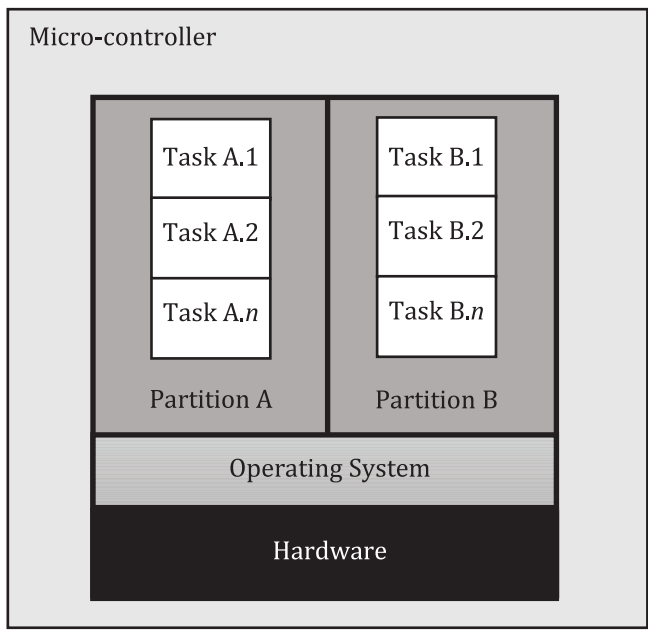 Micro-controller
Task A.1
Task A.2
Task A.n
Partition A
Task B.1
Task B.2
Task B.n
Partition B
Operating System
Hardware